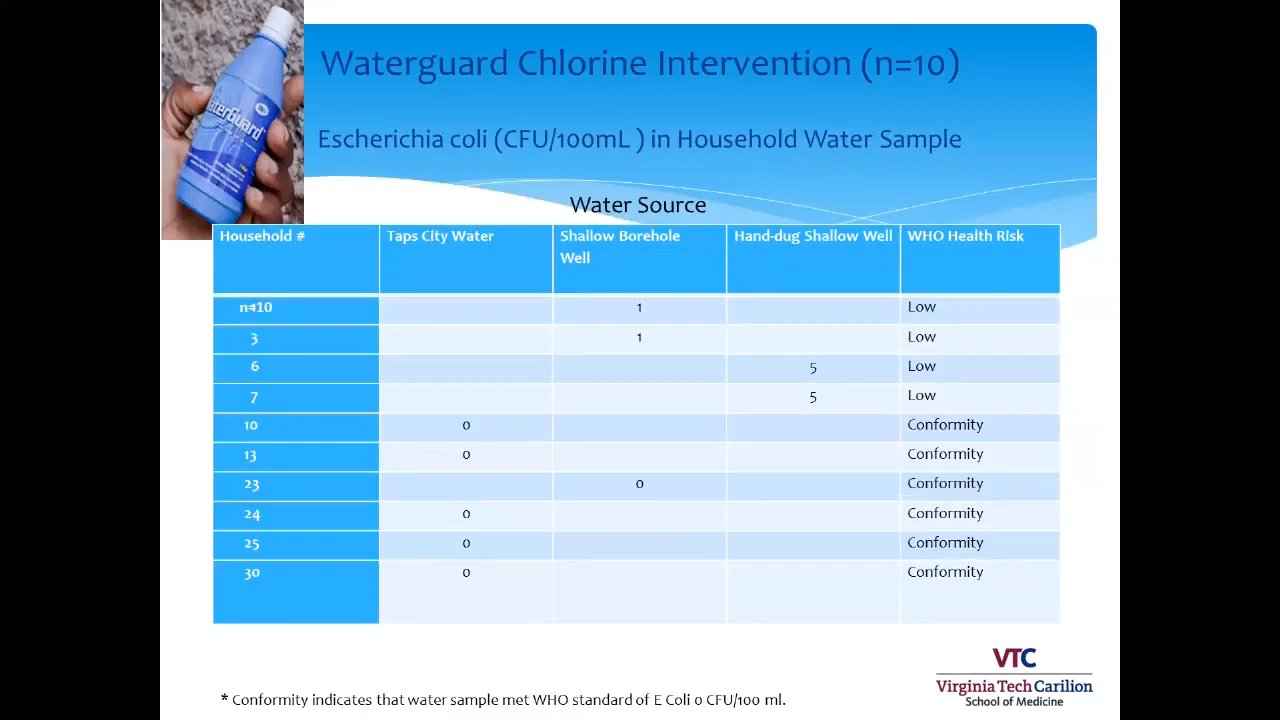 Waterguard Chlorine Intervention (n=10)
Escherichia coli (CFU/100mL ) in Household Water Sample
WaterGuard
Water Source
Household # Taps City Water Shallow Borehole Well Hand-dug Shallow Well WHO Health Risk
n=10 1 Low
3 1 Low
6 5 Low
7 5 Low
10 0 Conformity
13 0 Conformity
23 0 Conformity
24 0 Conformity
25 0 Conformity
30 0 Conformity
VTC
Virginia Tech Carilion
School of Medicine
* Conformity indicates that water sample met WHO standard of E Coli 0 CFU/100 ml.